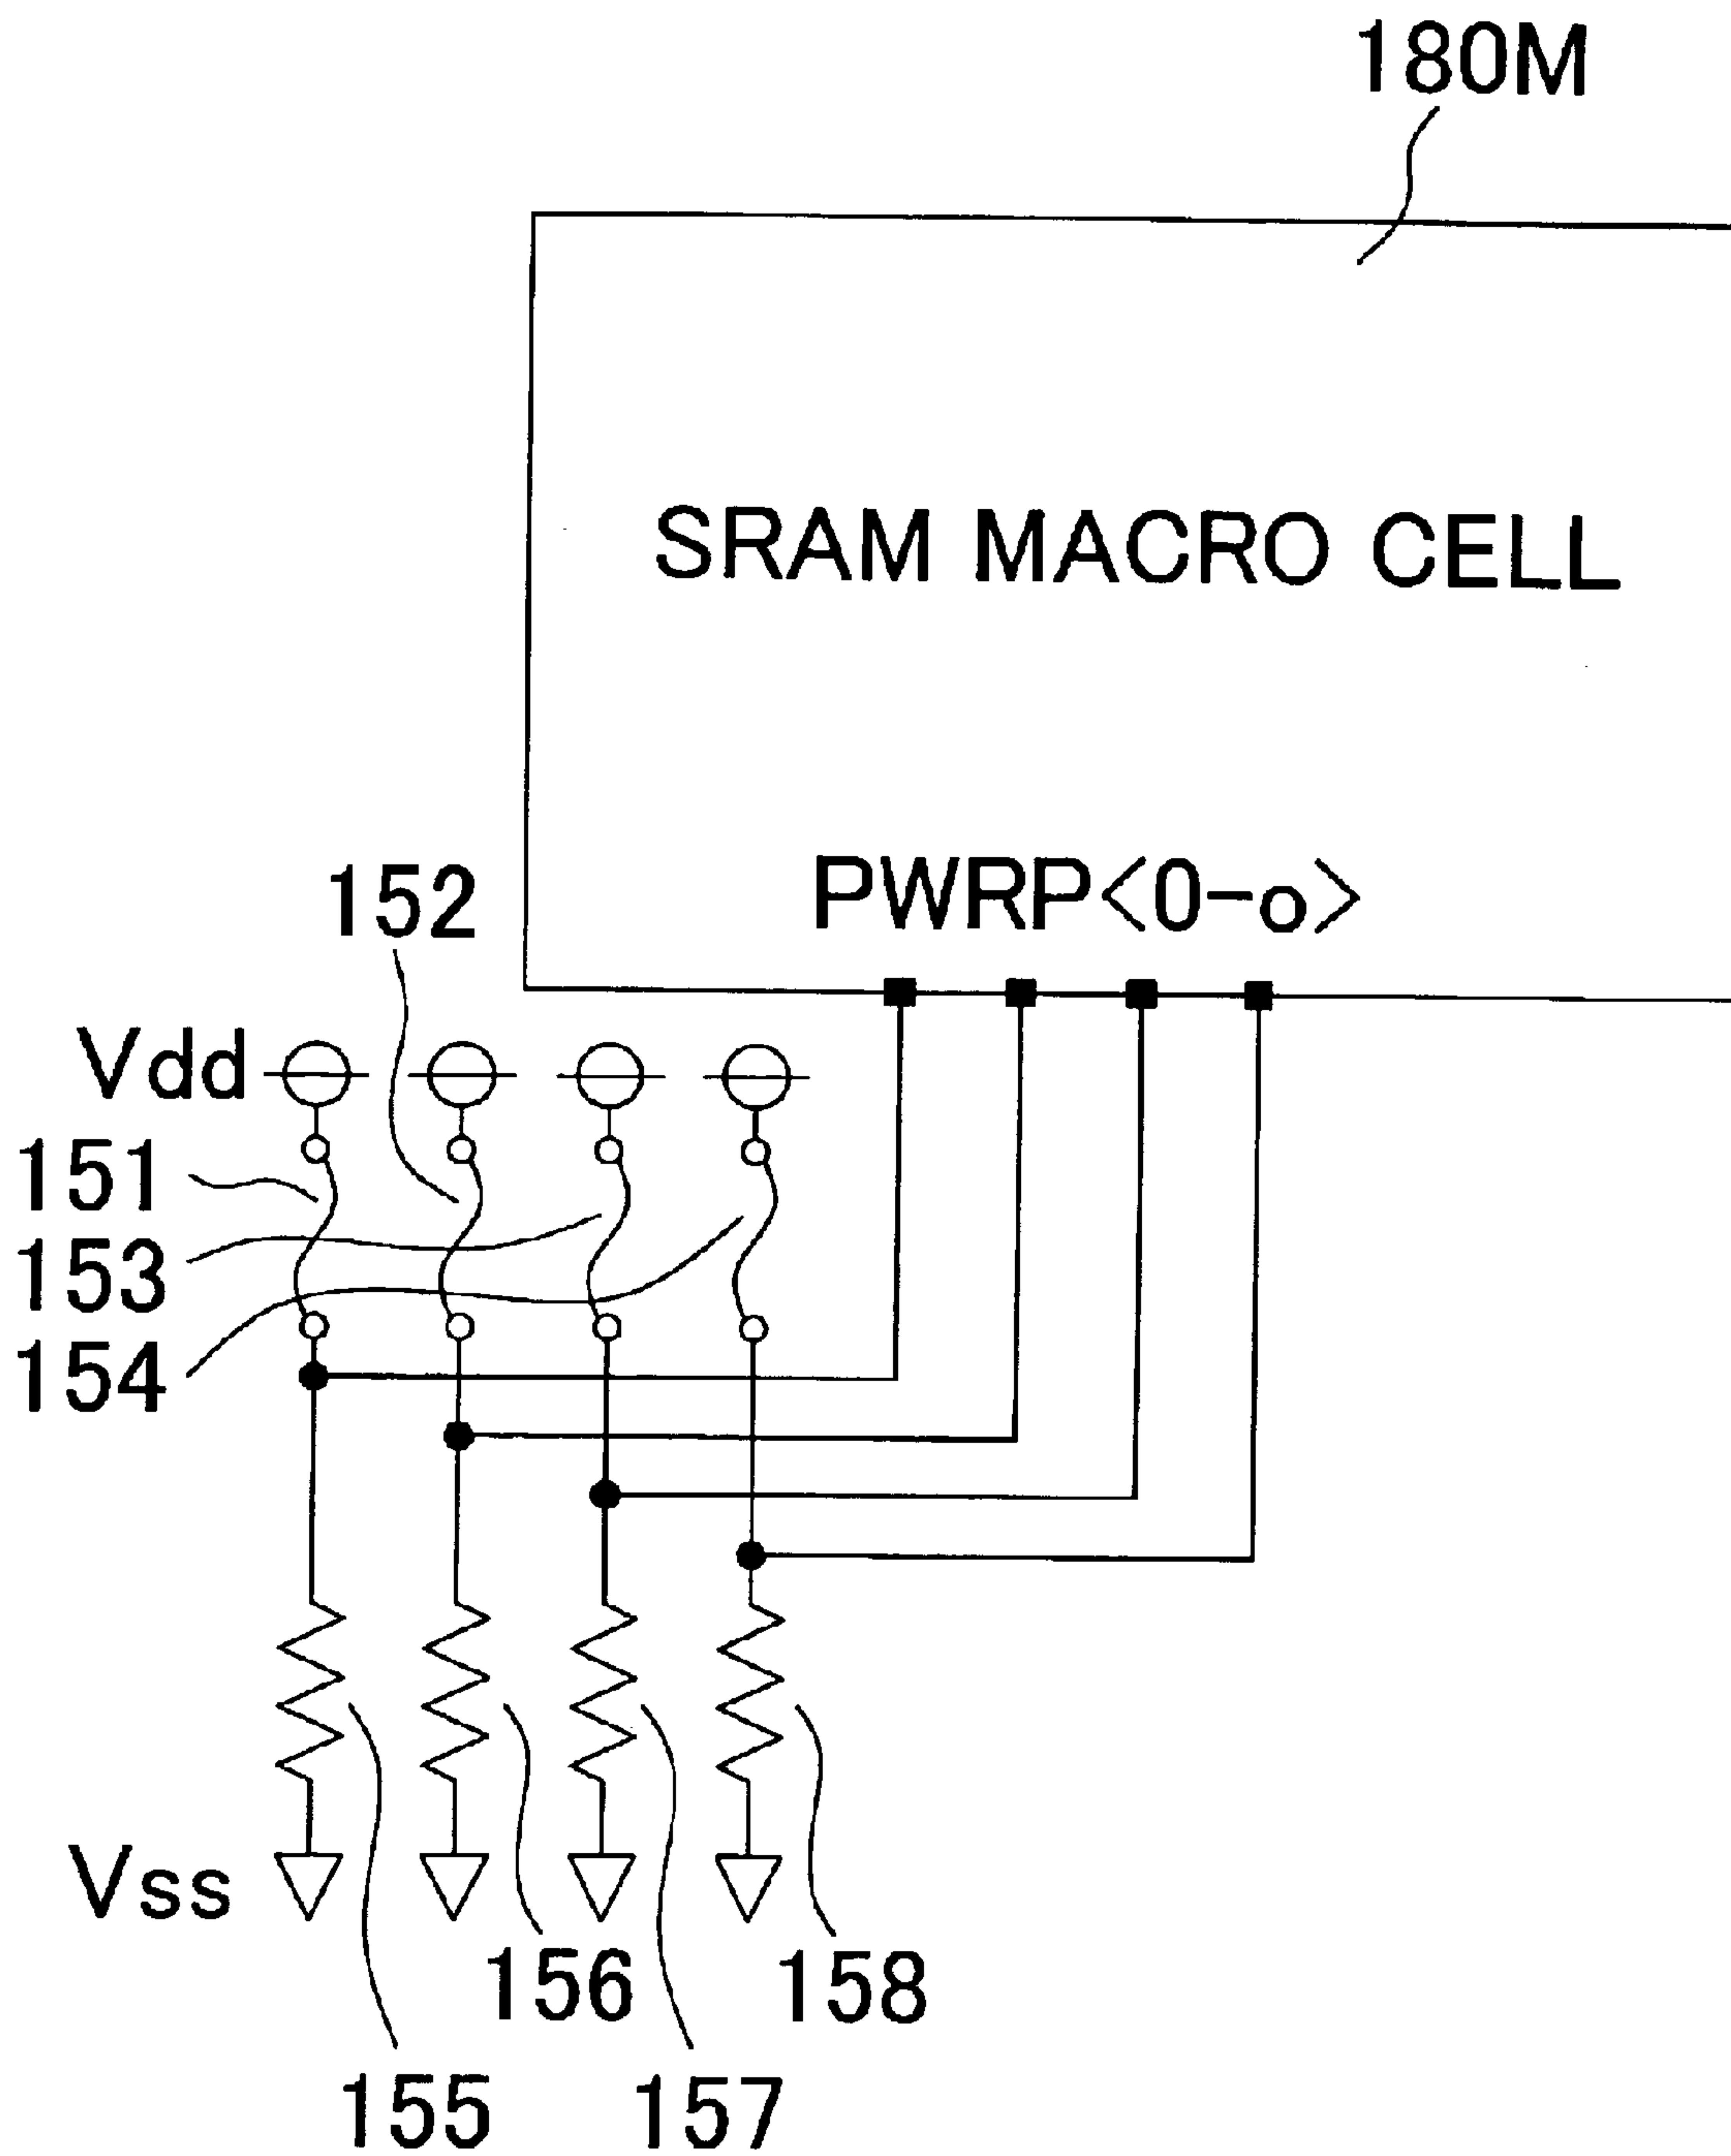 180M
SRAM MACRO CELL
PWRP<0-o>
152
Vdd
151
153
154
Vss
156
158
155
157